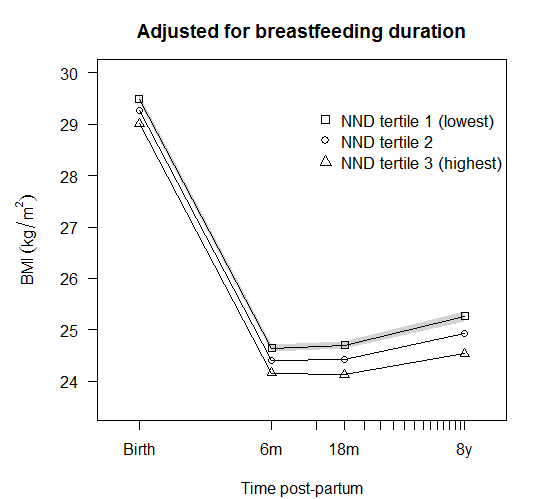 Adjusted for breastfeeding duration
30
29
28
27
26
25
24
BMI (kg/m²)
NND tertile 1 (lowest)
NND tertile 2
NND tertile 3 (highest)
Birth 6m 18m 8y
Time post-partum